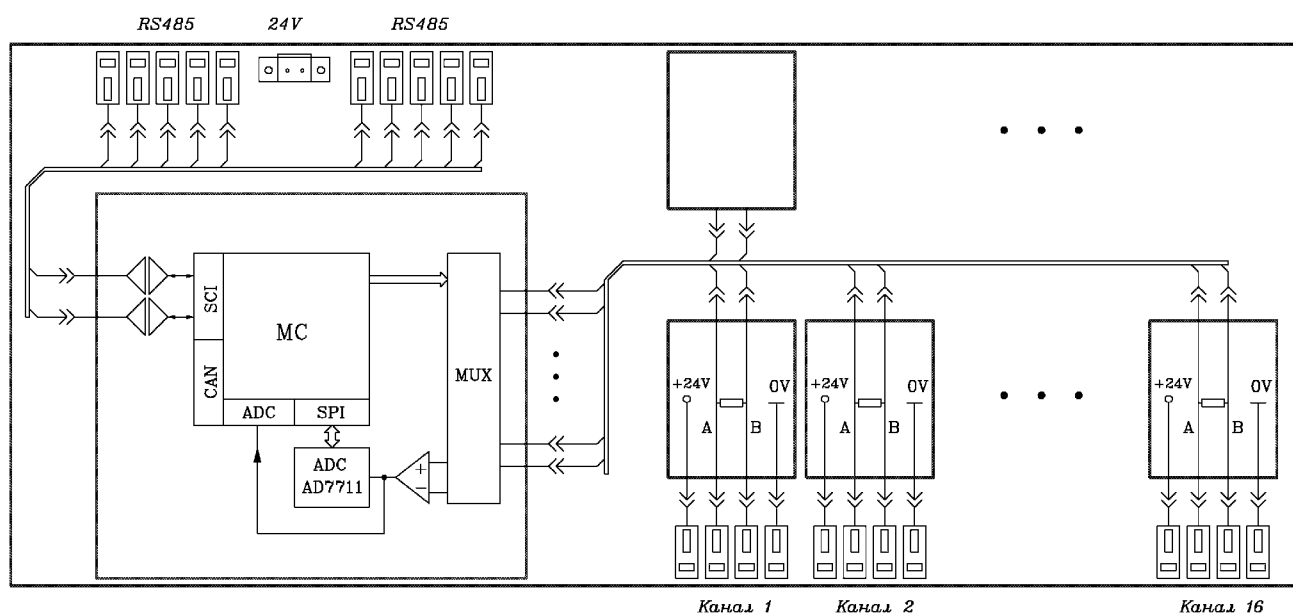 RS485 24V RS485
SCI
MC
CAN
MUX
ADC SPI
ADC
AD7711
+
−
+24V 0V +24V 0V +24V 0V
A B A B A B
Канал 1 Канал 2 Канал 16